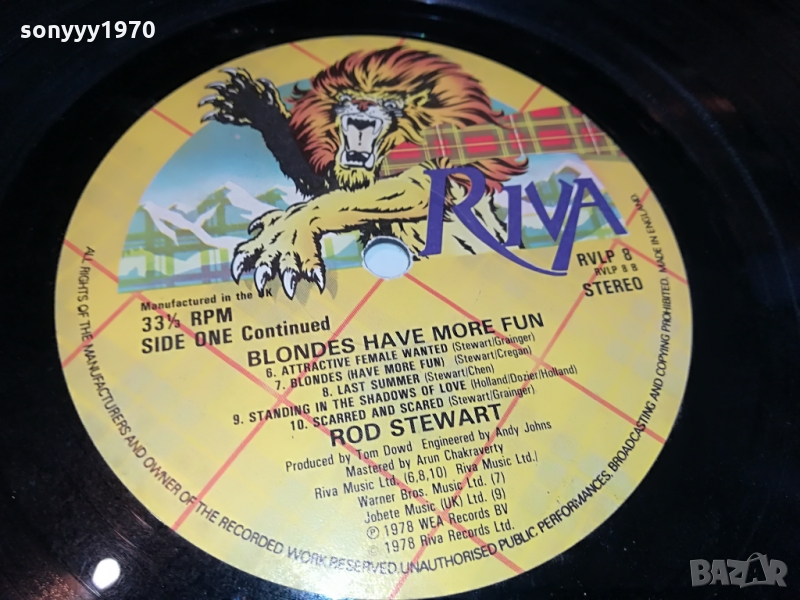 sonyyy1970
RIVA
RVLP 8
RVLP 8 B
STEREO
Manufactured in the UK
33⅓ RPM
SIDE ONE Continued
BLONDES HAVE MORE FUN
6. ATTRACTIVE FEMALE WANTED (Stewart/Grainger)
7. BLONDES (HAVE MORE FUN) (Stewart/Cregan)
8. LAST SUMMER (Stewart/Chen)
9. STANDING IN THE SHADOWS OF LOVE (Holland/Dozier/Holland)
10. SCARRED AND SCARED (Stewart/Grainger)
ROD STEWART
Produced by Tom Dowd Engineered by Andy Johns
Mastered by Arun Chakraverty
Riva Music Ltd. (6,8,10) Riva Music Ltd./
Warner Bros. Music Ltd. (7)
Jobete Music (UK) Ltd. (9)
℗ 1978 WEA Records BV
© 1978 Riva Records Ltd.
ALL RIGHTS OF THE MANUFACTURERS AND OWNER OF THE RECORDED WORK RESERVED. UNAUTHORISED PUBLIC PERFORMANCES, BROADCASTING AND COPYING PROHIBITED. MADE IN ENGLAND
BAZAR